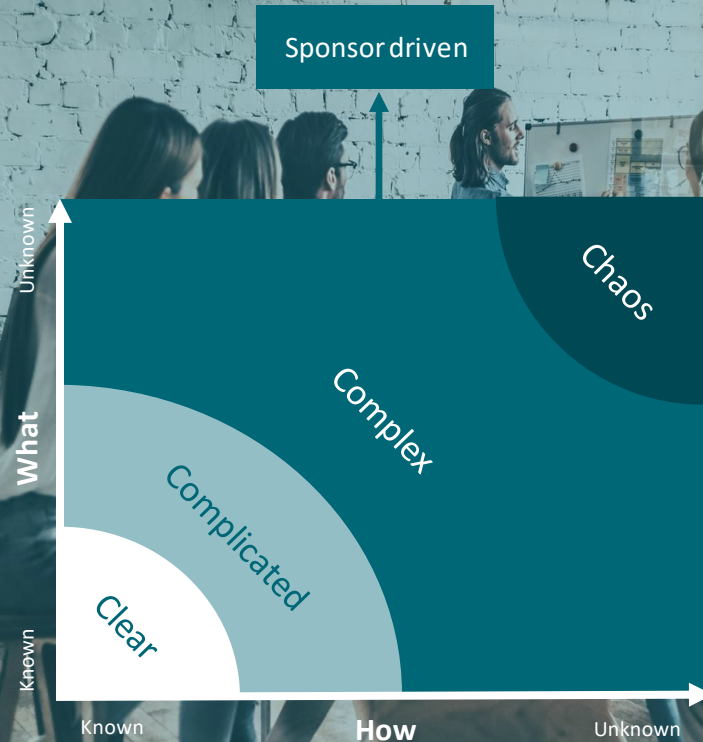 Sponsor driven
Unknown
Chaos
Complex
What
Complicated
Clear
Known
Known
How
Unknown